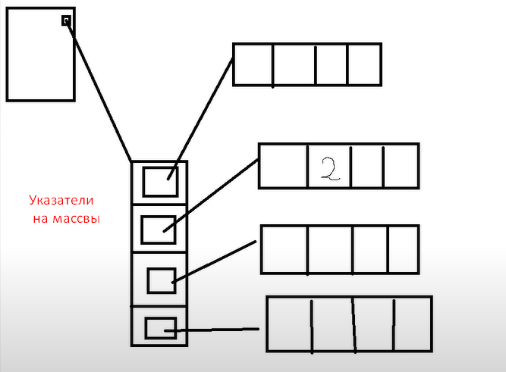 2
Указатели
на массвы